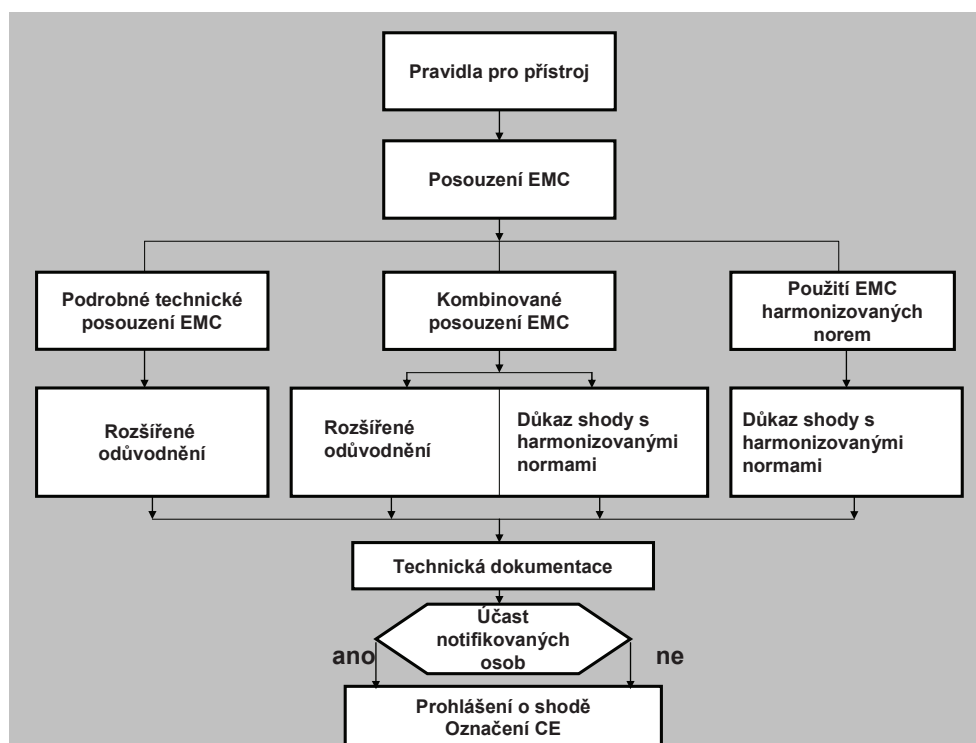 Pravidla pro přístroj
Posouzení EMC
Podrobné technické
posouzení EMC
Kombinované
posouzení EMC
Použití EMC
harmonizovaných
norem
Rozšířené
odůvodnění
Rozšířené
odůvodnění
Důkaz shody s
harmonizovanými
normami
Důkaz shody s
harmonizovanými
normami
Technická dokumentace
Účast
notifikovaných
osob
ano
ne
Prohlášení o shodě
Označení CE